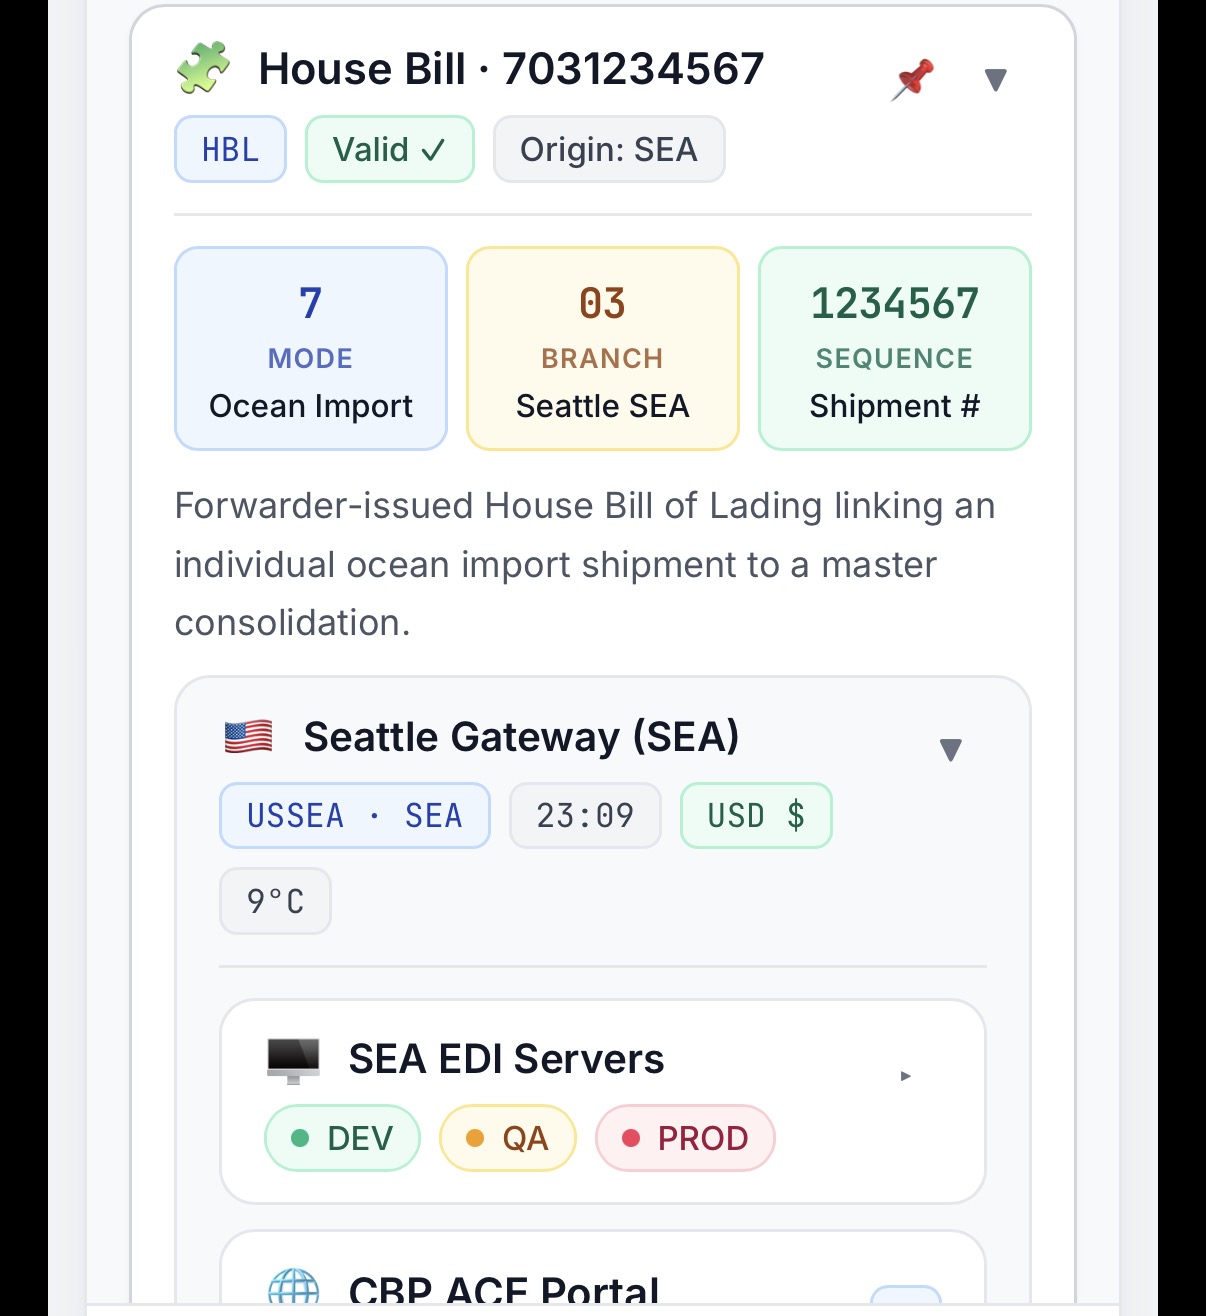 House Bill · 7031234567
HBL
Valid ✓
Origin: SEA
7
MODE
Ocean Import
03
BRANCH
Seattle SEA
1234567
SEQUENCE
Shipment #
Forwarder-issued House Bill of Lading linking an
individual ocean import shipment to a master
consolidation.
Seattle Gateway (SEA)
USSEA · SEA
23:09
USD $
9°C
SEA EDI Servers
DEV
QA
PROD
CBP ACE Portal